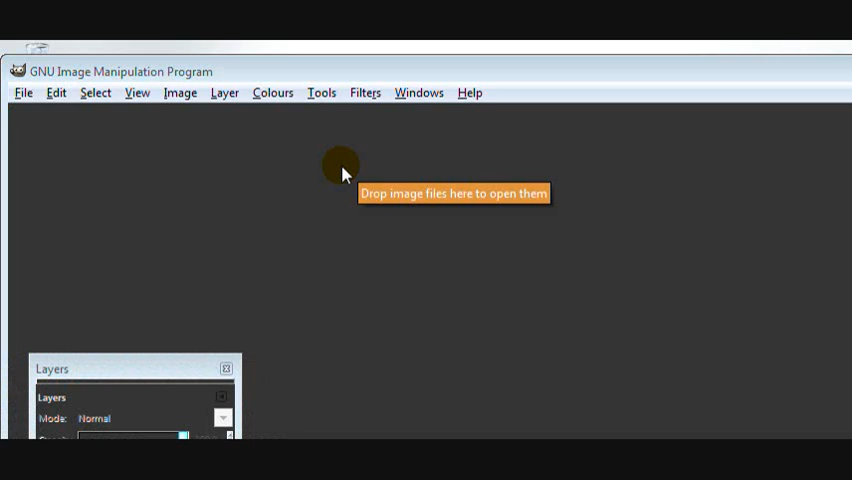 GNU Image Manipulation Program
File Edit Select View Image Layer Colours Tools Filters Windows Help
Drop image files here to open them
Layers
Layers
Mode: Normal